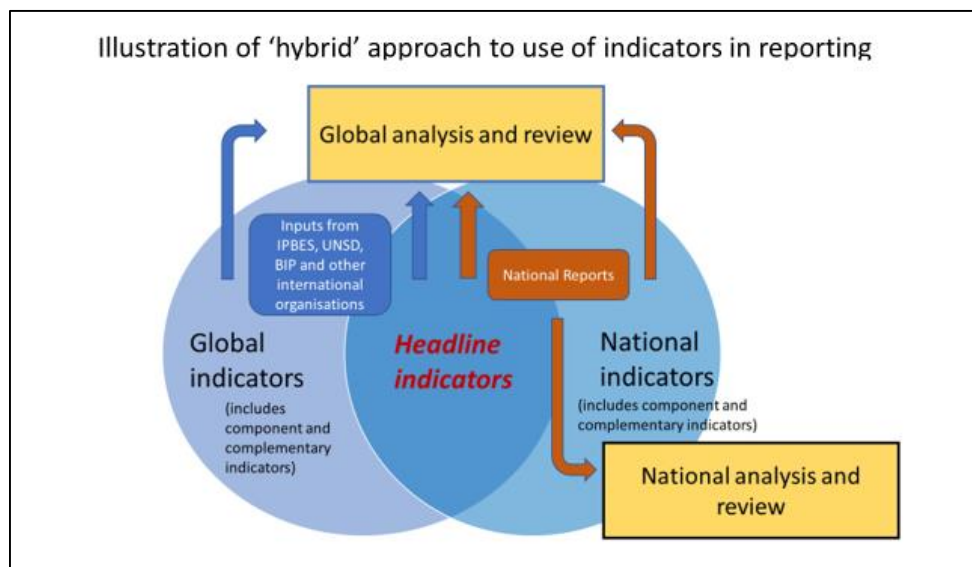 Illustration of ‘hybrid’ approach to use of indicators in reporting
Global analysis and review
Inputs from
IPBES, UNSD,
BIP and other
international
organisations
National Reports
Global
indicators
(includes
component and
complementary
indicators)
Headline
indicators
National
indicators
(includes component and
complementary indicators)
National analysis and
review